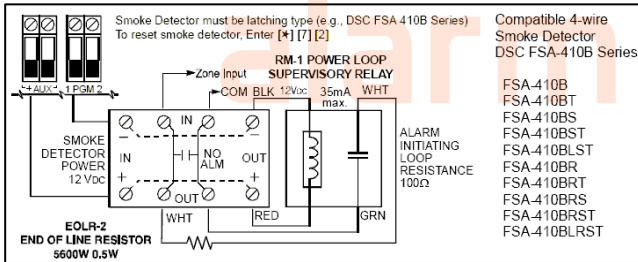 alarm
Smoke Detector must be latching type (e.g., DSC FSA 410B Series)
To reset smoke detector, Enter [*] [7] [2]
Compatible 4-wire
Smoke Detector
DSC FSA-410B Series
FSA-410B
FSA-410BT
FSA-410BS
FSA-410BST
FSA-410BLST
FSA-410BR
FSA-410BRT
FSA-410BRS
FSA-410BRST
FSA-410BLRST
+ AUX -
1 PGM 2
Zone Input
RM-1 POWER LOOP
SUPERVISORY RELAY
COM BLK 12VDC 35mA max. WHT
SMOKE
DETECTOR
POWER
12 VDC
IN
- -
IN NO ALM OUT
+ +
OUT
ALARM
INITIATING
LOOP
RESISTANCE
100Ω
WHT RED GRN
EOLR-2
END OF LINE RESISTOR
5600W 0.5W